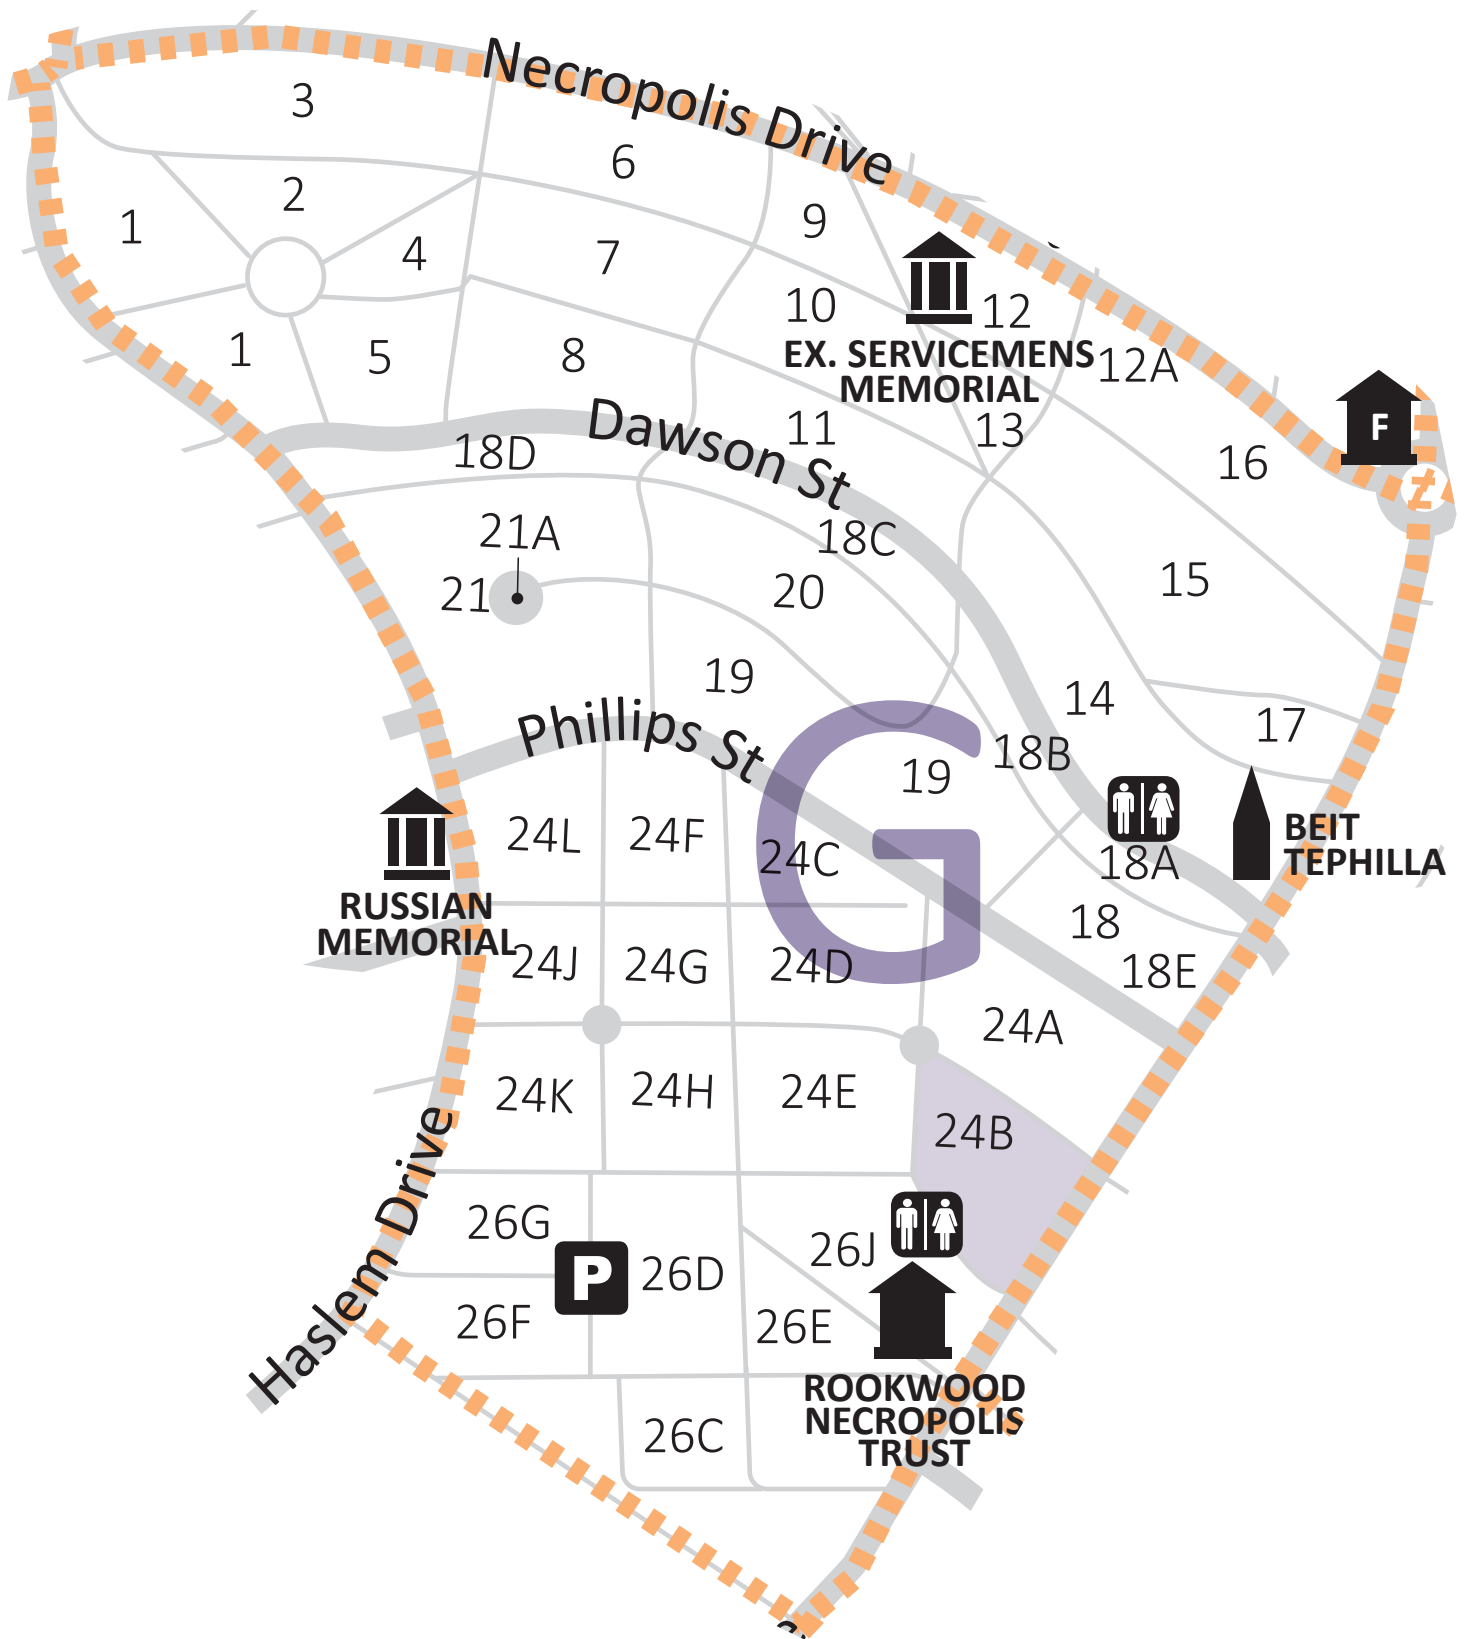 Necropolis Drive
3
6
2
1
9
4
7
10
12
EX. SERVICEMENS
MEMORIAL
12A
1
5
8
F
Dawson St
11
13
18D
16
21A
18C
21
20
15
19
14
Phillips St
17
18B
G
19
24L
24F
24C
18A
BEIT
TEPHILLA
RUSSIAN
MEMORIAL
18
24J
24G
24D
18E
24A
24K
24H
24E
24B
Haslem Drive
26G
26J
P
26D
26F
26E
ROOKWOOD
NECROPOLIS
TRUST
26C